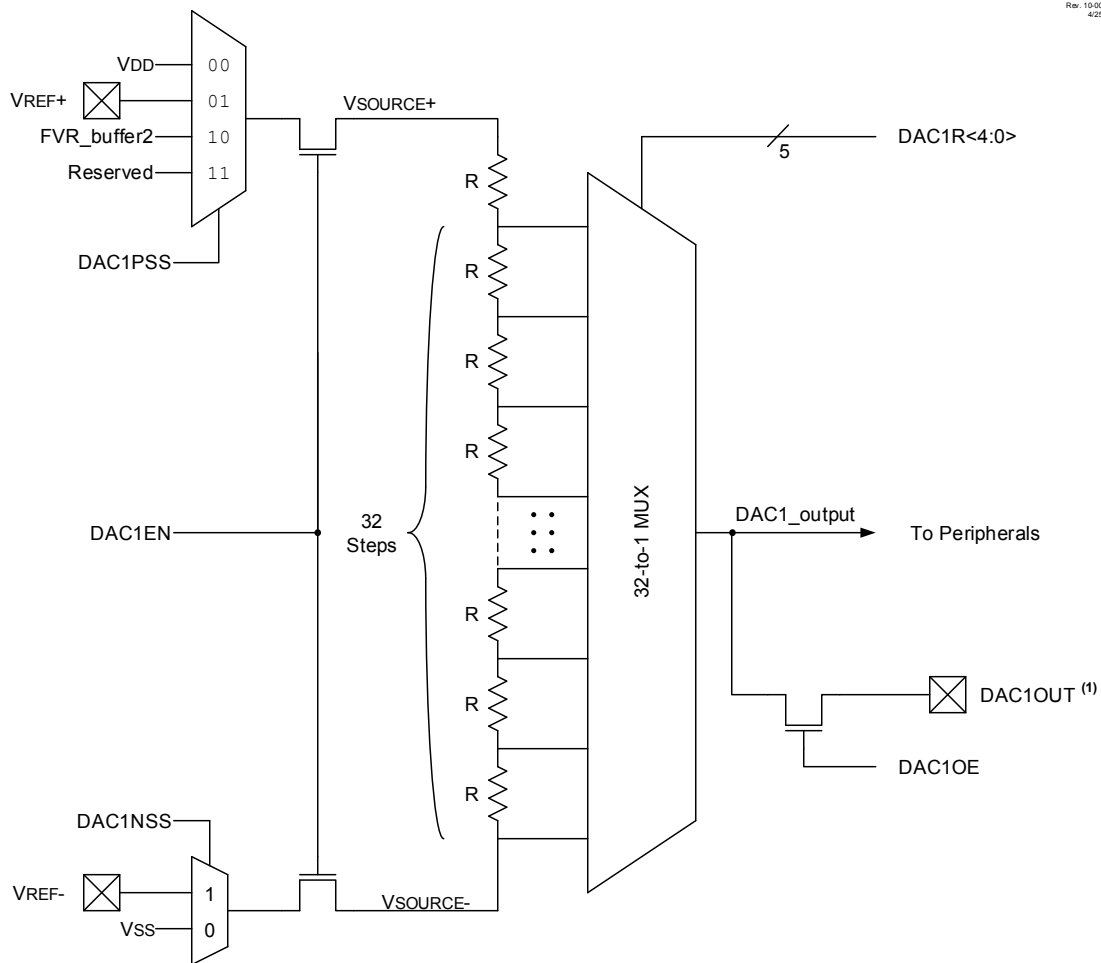 Rev. 10-00
4/25
VDD
00
VREF+
01
VSOURCE+
FVR_buffer2
10
DAC1R<4:0>
5
Reserved
11
R
DAC1PSS
R
R
R
DAC1EN
32
Steps
32-to-1 MUX
DAC1_output
To Peripherals
R
R
DAC1OUT (1)
DAC1OE
R
DAC1NSS
VREF-
1
VSOURCE-
VSS
0